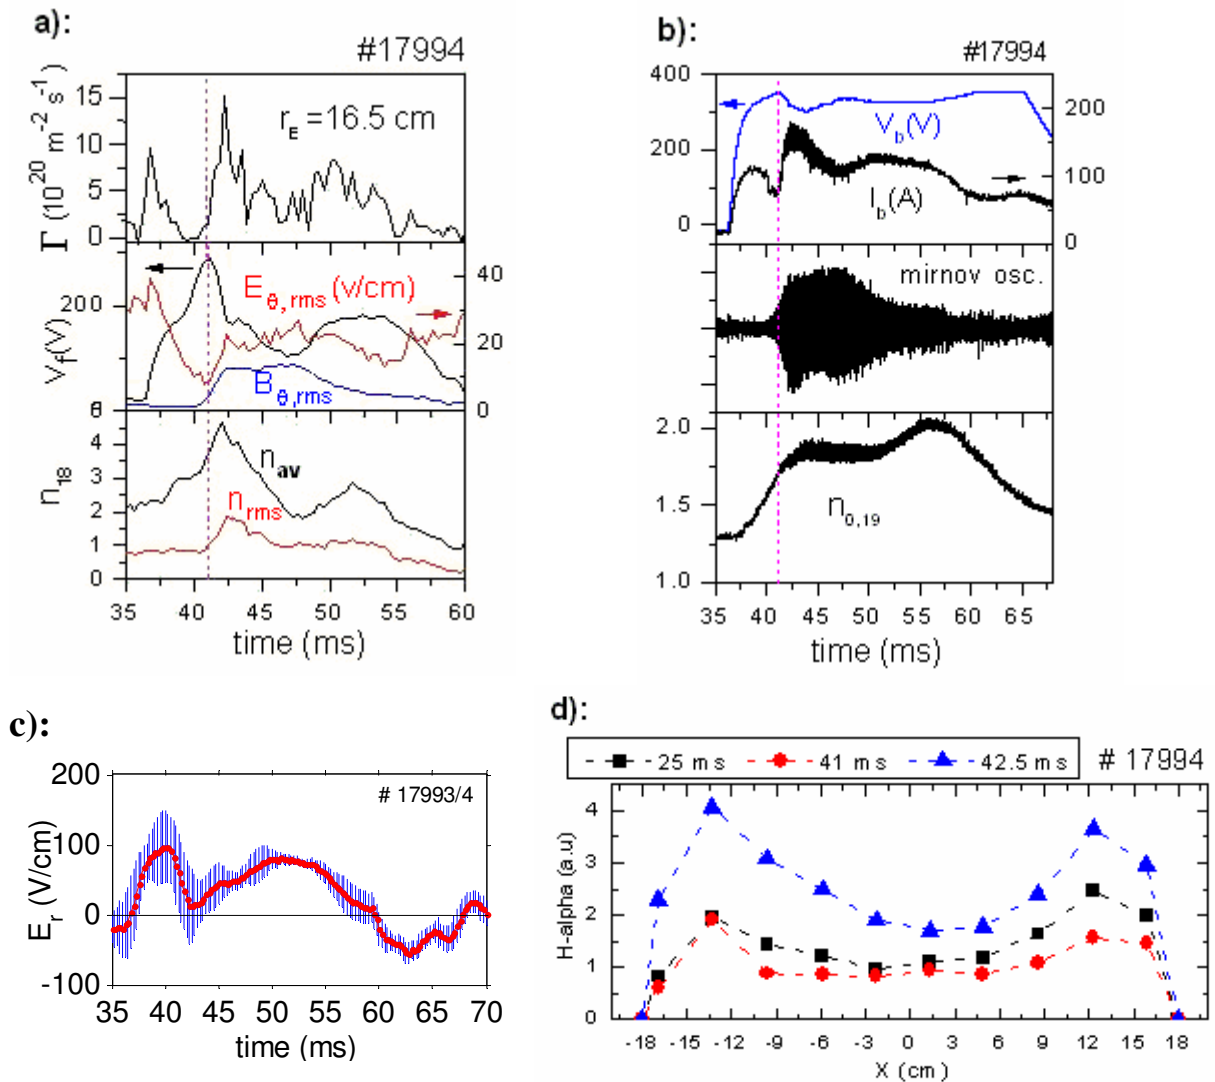 a):
#17994
Γ (10²⁰ m⁻² s⁻¹)
15
10
5
0
r_E =16.5 cm
V_f(V)
200
6
E_θ,rms (v/cm)
B_θ,rms
40
20
0
n_18
4
3
2
1
0
n_av
n_rms
35 40 45 50 55 60
time (ms)
b):
#17994
400
200
0
V_b(V)
I_b(A)
200
100
0
mirnov osc.
2.0
1.5
1.0
n_0,19
35 40 45 50 55 60 65
time (ms)
c):
E_r (V/cm)
200
100
0
-100
# 17993/4
35 40 45 50 55 60 65 70
time (ms)
d):
25 ms 41 ms 42.5 ms
# 17994
H-alpha (a.u)
4
3
2
1
0
-18 -15 -12 -9 -6 -3 0 3 6 9 12 15 18
X (cm)